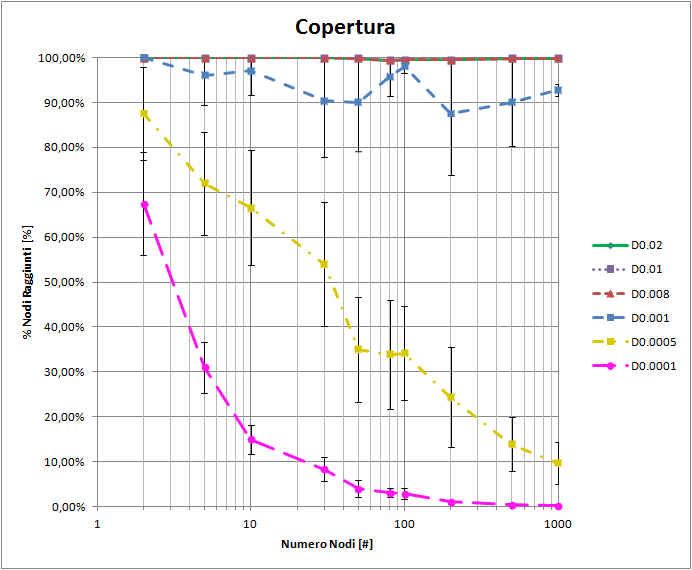 Copertura
100,00%
90,00%
80,00%
70,00%
60,00%
50,00%
40,00%
30,00%
20,00%
10,00%
0,00%
% Nodi Raggiunti [%]
1
10
100
1000
Numero Nodi [#]
D0.02
D0.01
D0.008
D0.001
D0.0005
D0.0001